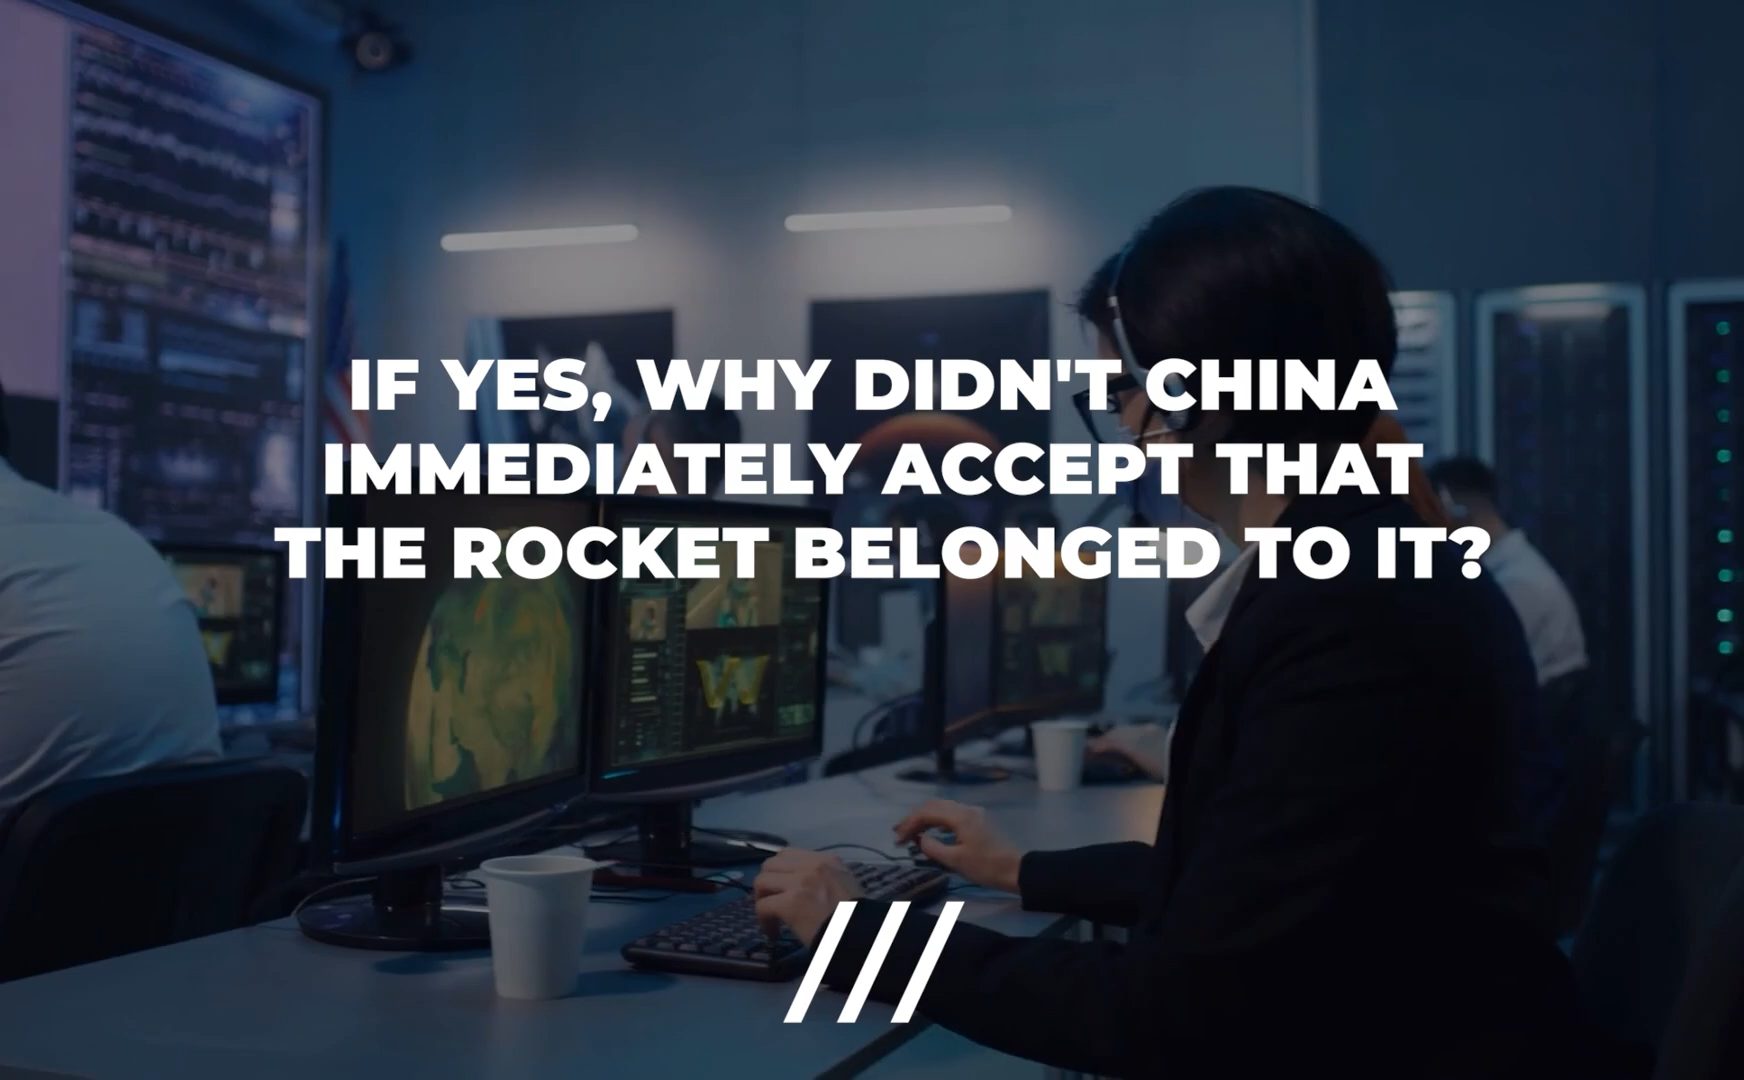 IF YES, WHY DIDN'T CHINA
IMMEDIATELY ACCEPT THAT
THE ROCKET BELONGED TO IT?